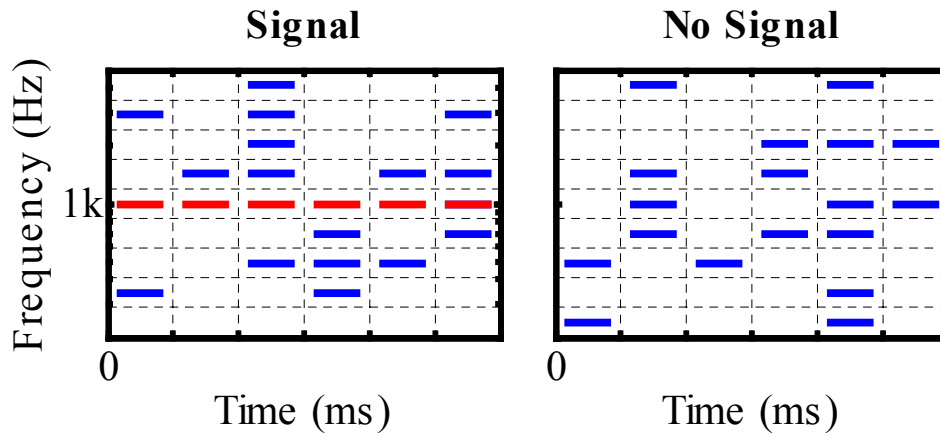 Signal
No Signal
Frequency (Hz)
1k
0
0
Time (ms)
Time (ms)